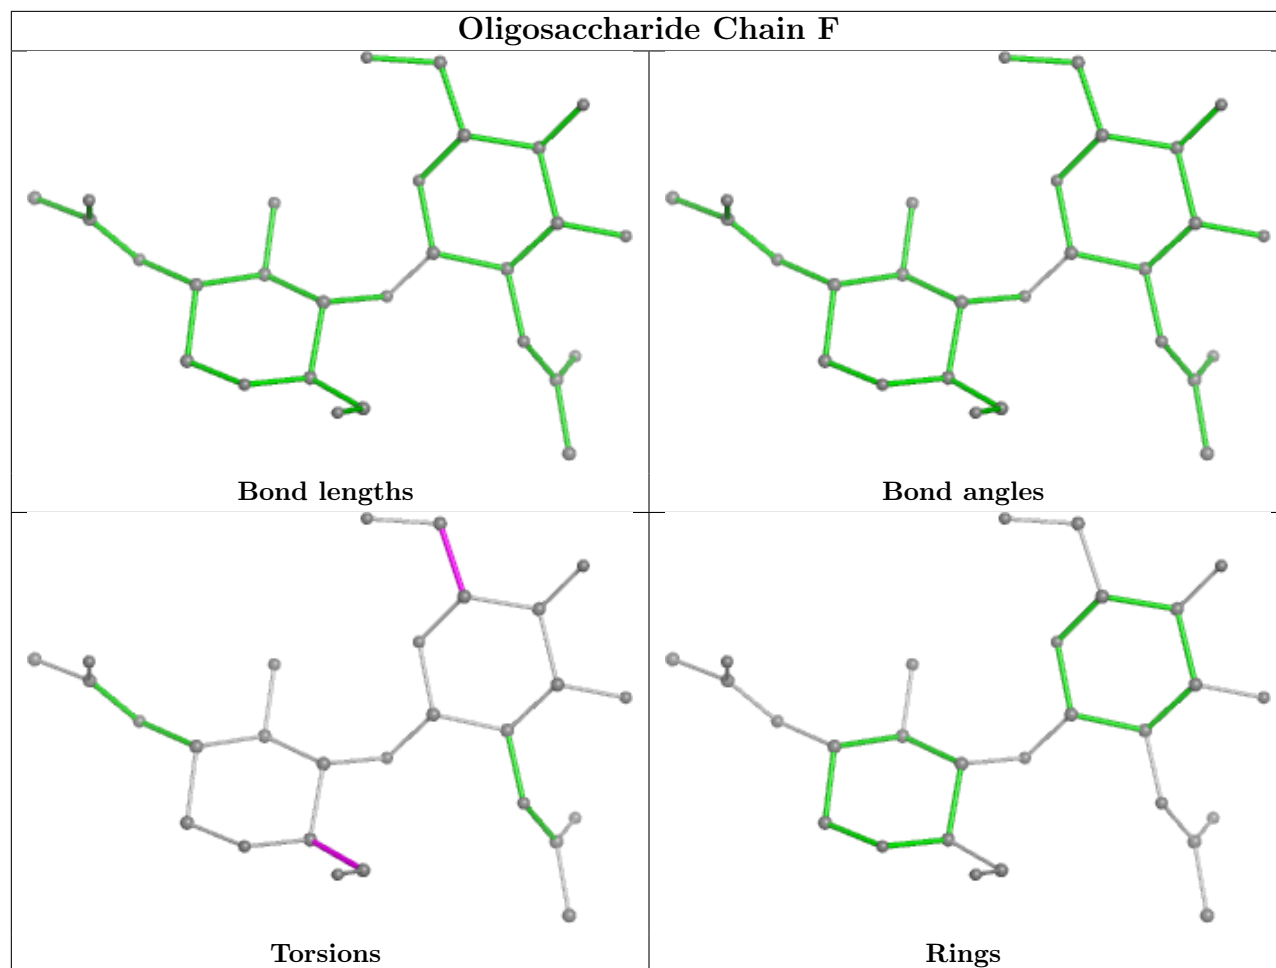 Oligosaccharide Chain F
Bond lengths
Bond angles
Torsions
Rings